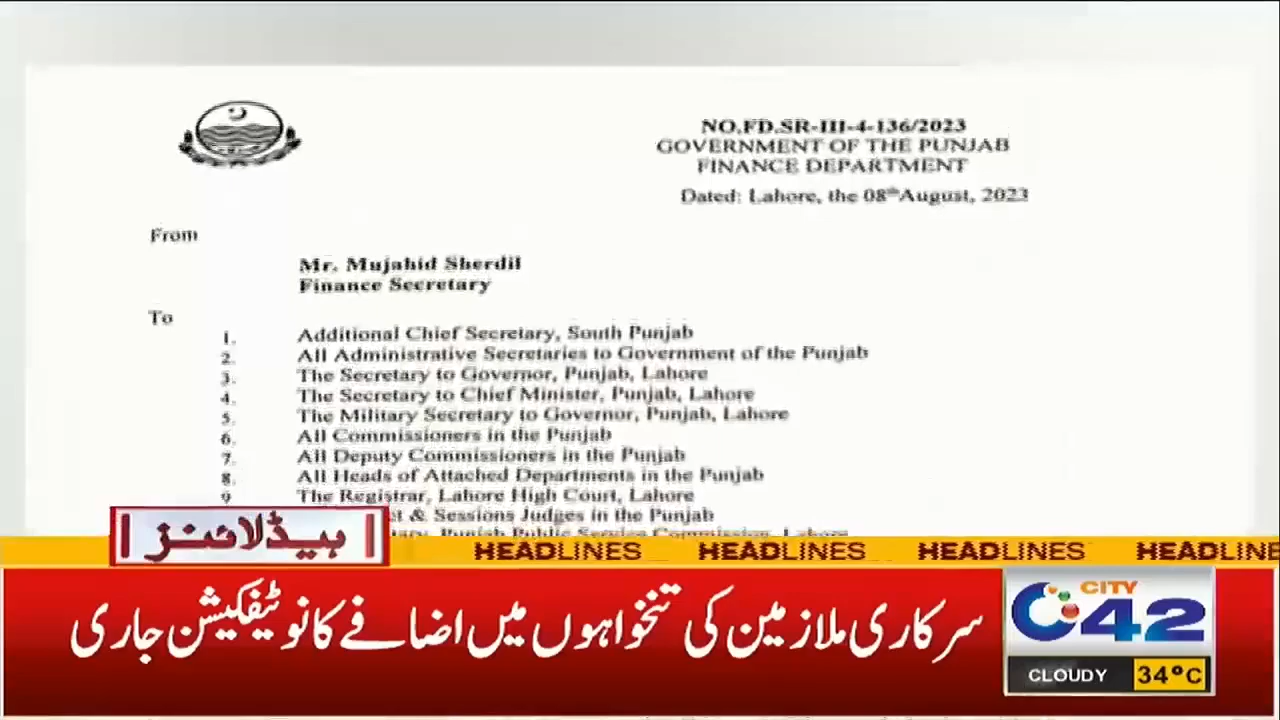 NO.FD.SR-III-4-136/2023
GOVERNMENT OF THE PUNJAB
FINANCE DEPARTMENT
Dated: Lahore, the 08th August, 2023
From
Mr. Mujahid Sherdil
Finance Secretary
To
1. Additional Chief Secretary, South Punjab
2. All Administrative Secretaries to Government of the Punjab
3. The Secretary to Governor, Punjab, Lahore
4. The Secretary to Chief Minister, Punjab, Lahore
5. The Military Secretary to Governor, Punjab, Lahore
6. All Commissioners in the Punjab
7. All Deputy Commissioners in the Punjab
8. All Heads of Attached Departments in the Punjab
9. The Registrar, Lahore High Court, Lahore
& Sessions Judges in the Punjab
Punjab Public Service Commission, Lahore
ہیڈلائنز
HEADLINES HEADLINES HEADLINES HEADLINE
سرکاری ملازمین کی تنخواہوں میں اضافے کا نوٹیفکیشن جاری
CITY
42
CLOUDY 34°C